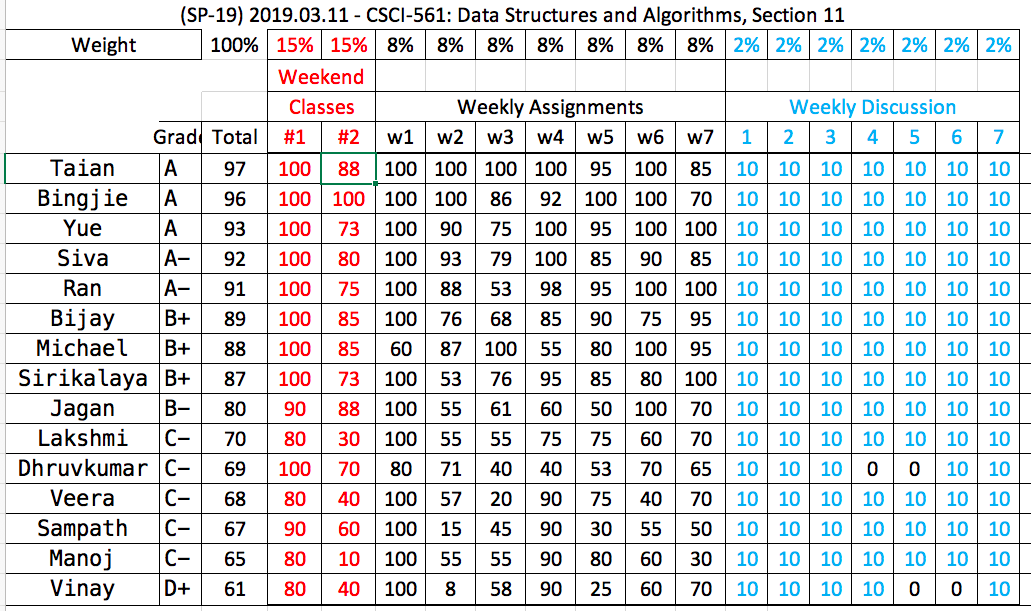 (SP-19) 2019.03.11 - CSCI-561: Data Structures and Algorithms, Section 11
Weight 100% 15% 15% 8% 8% 8% 8% 8% 8% 8% 2% 2% 2% 2% 2% 2% 2%
Weekend
Classes Weekly Assignments Weekly Discussion
Grade Total #1 #2 w1 w2 w3 w4 w5 w6 w7 1 2 3 4 5 6 7
Taian A 97 100 88 100 100 100 100 95 100 85 10 10 10 10 10 10 10
Bingjie A 96 100 100 100 100 86 92 100 100 70 10 10 10 10 10 10 10
Yue A 93 100 73 100 90 75 100 95 100 100 10 10 10 10 10 10 10
Siva A- 92 100 80 100 93 79 100 85 90 85 10 10 10 10 10 10 10
Ran A- 91 100 75 100 88 53 98 95 100 100 10 10 10 10 10 10 10
Bijay B+ 89 100 85 100 76 68 85 90 75 95 10 10 10 10 10 10 10
Michael B+ 88 100 85 60 87 100 55 80 100 95 10 10 10 10 10 10 10
Sirikalaya B+ 87 100 73 100 53 76 95 85 80 100 10 10 10 10 10 10 10
Jagan B- 80 90 88 100 55 61 60 50 100 70 10 10 10 10 10 10 10
Lakshmi C- 70 80 30 100 55 55 75 75 60 70 10 10 10 10 10 10 10
Dhruvkumar C- 69 100 70 80 71 40 40 53 70 65 10 10 10 0 0 10 10
Veera C- 68 80 40 100 57 20 90 75 40 70 10 10 10 10 10 10 10
Sampath C- 67 90 60 100 15 45 90 30 55 50 10 10 10 10 10 10 10
Manoj C- 65 80 10 100 55 55 90 80 60 30 10 10 10 10 10 10 10
Vinay D+ 61 80 40 100 8 58 90 25 60 70 10 10 10 10 0 0 10